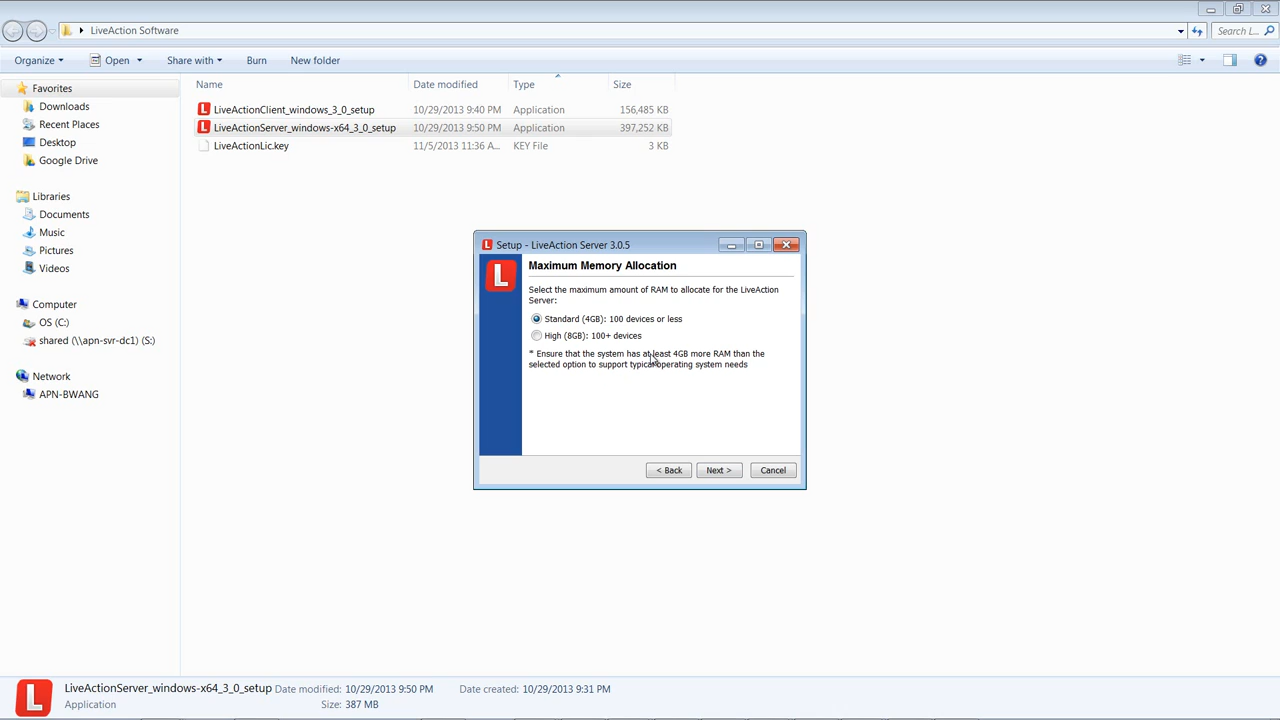 LiveAction Software
Search L...
Organize
Open
Share with
Burn
New folder
Favorites
Downloads
Recent Places
Desktop
Google Drive
Libraries
Documents
Music
Pictures
Videos
Computer
OS (C:)
shared (\\apn-svr-dc1) (S:)
Network
APN-BWANG
Name Date modified Type Size
LiveActionClient_windows_3_0_setup 10/29/2013 9:40 PM Application 156,485 KB
LiveActionServer_windows-x64_3_0_setup 10/29/2013 9:50 PM Application 397,252 KB
LiveActionLic.key 11/5/2013 11:36 A... KEY File 3 KB
L Setup - LiveAction Server 3.0.5
L
Maximum Memory Allocation
Select the maximum amount of RAM to allocate for the LiveAction
Server:
Standard (4GB): 100 devices or less
High (8GB): 100+ devices
* Ensure that the system has at least 4GB more RAM than the
selected option to support typical operating system needs
< Back
Next >
Cancel
L
LiveActionServer_windows-x64_3_0_setup Date modified: 10/29/2013 9:50 PM Date created: 10/29/2013 9:31 PM
Application Size: 387 MB